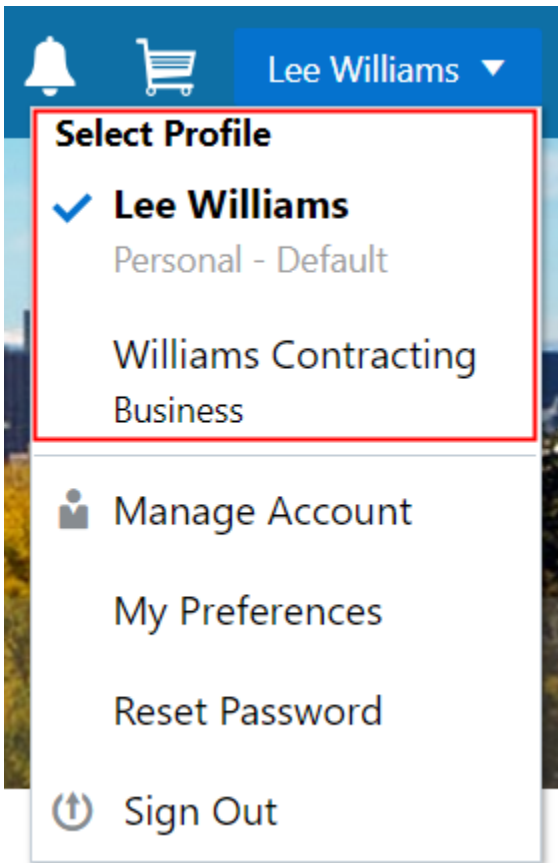 Lee Williams
Select Profile
Lee Williams
Personal - Default
Williams Contracting
Business
Manage Account
My Preferences
Reset Password
Sign Out